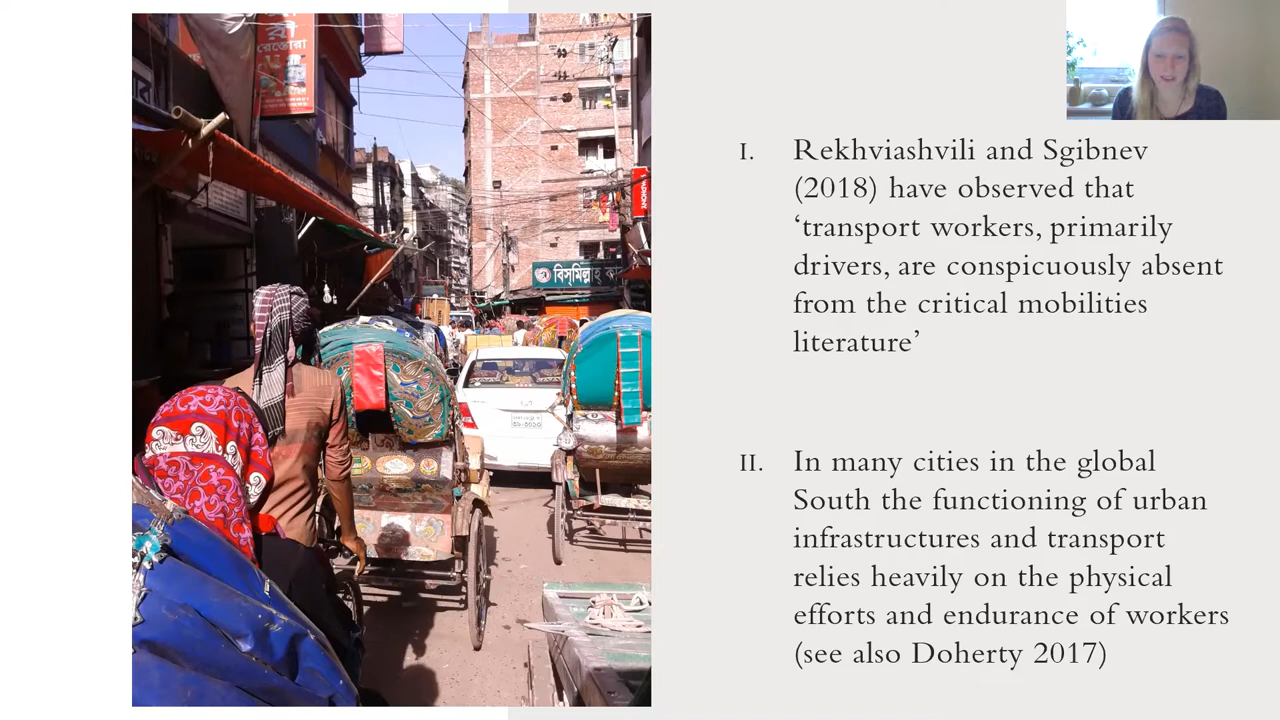 রী
রেস্তোরা
বিস্‌মিল্লাহ্ কা
I. Rekhviashvili and Sgibnev
(2018) have observed that
‘transport workers, primarily
drivers, are conspicuously absent
from the critical mobilities
literature’
II. In many cities in the global
South the functioning of urban
infrastructures and transport
relies heavily on the physical
efforts and endurance of workers
(see also Doherty 2017)